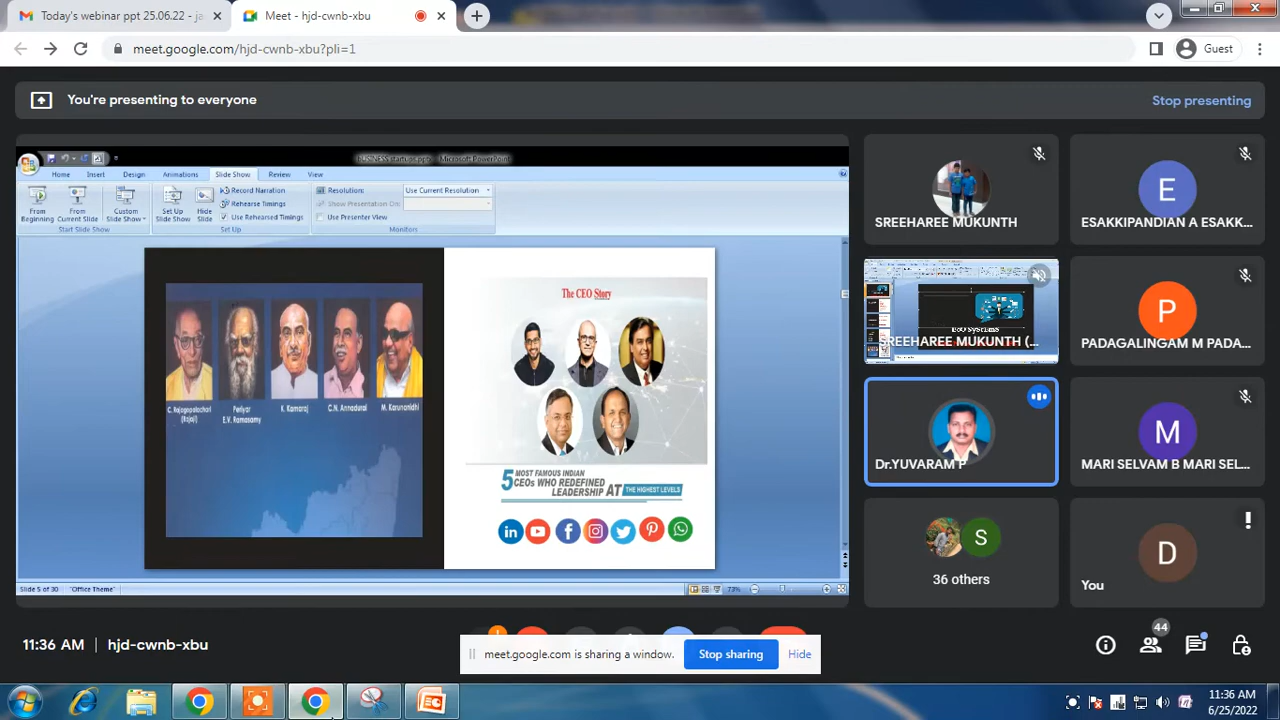 Today's webinar ppt 25.06.22 - ja
Meet - hjd-cwnb-xbu
meet.google.com/hjd-cwnb-xbu?pli=1
Guest
You're presenting to everyone
Stop presenting
Microsoft PowerPoint
Home Insert Design Animations Slide Show Review View
From Beginning
From Current Slide
Custom Slide Show
Start Slide Show
Set Up Slide Show
Hide Slide
Record Narration
Rehearse Timings
Use Rehearsed Timings
Set Up
Resolution: Use Current Resolution
Show Presentation On:
Use Presenter View
Monitors
C. Rajagopalachari
(Rajaji)
Periyar
E.V. Ramasamy
K. Kamaraj
C.N. Annadurai
M. Karunanidhi
The CEO Story
5 MOST FAMOUS INDIAN
CEOs WHO REDEFINED
LEADERSHIP AT THE HIGHEST LEVELS
Slide 5 of 30
"Office Theme"
73%
SREEHAREE MUKUNTH
E
ESAKKIPANDIAN A ESAKK...
SREEHAREE MUKUNTH (...
P
PADAGALINGAM M PADA...
Dr.YUVARAM P
M
MARI SELVAM B MARI SEL...
S
36 others
D
You
11:36 AM | hjd-cwnb-xbu
meet.google.com is sharing a window.
Stop sharing
Hide
44
11:36 AM
6/25/2022